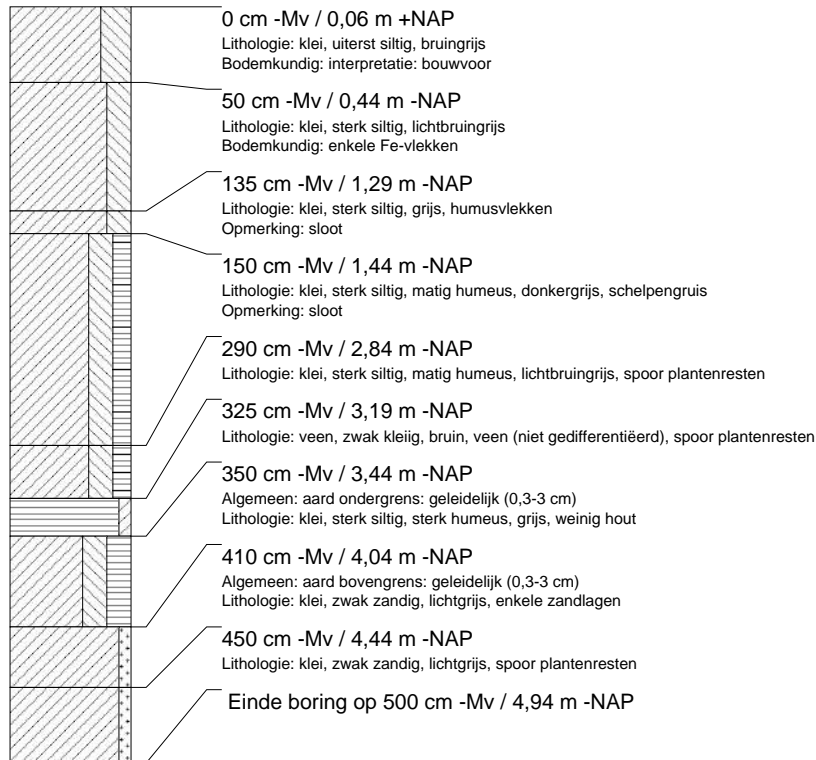 0 cm -Mv / 0,06 m +NAP
Lithologie: klei, uiterst siltig, bruingrijs
Bodemkundig: interpretatie: bouwvoor
50 cm -Mv / 0,44 m -NAP
Lithologie: klei, sterk siltig, lichtbruingrijs
Bodemkundig: enkele Fe-vlekken
135 cm -Mv / 1,29 m -NAP
Lithologie: klei, sterk siltig, grijs, humusvlekken
Opmerking: sloot
150 cm -Mv / 1,44 m -NAP
Lithologie: klei, sterk siltig, matig humeus, donkergrijs, schelpengruis
Opmerking: sloot
290 cm -Mv / 2,84 m -NAP
Lithologie: klei, sterk siltig, matig humeus, lichtbruingrijs, spoor plantenresten
325 cm -Mv / 3,19 m -NAP
Lithologie: veen, zwak kleiig, bruin, veen (niet gedifferentiëerd), spoor plantenresten
350 cm -Mv / 3,44 m -NAP
Algemeen: aard ondergrens: geleidelijk (0,3-3 cm)
Lithologie: klei, sterk siltig, sterk humeus, grijs, weinig hout
410 cm -Mv / 4,04 m -NAP
Algemeen: aard bovengrens: geleidelijk (0,3-3 cm)
Lithologie: klei, zwak zandig, lichtgrijs, enkele zandlagen
450 cm -Mv / 4,44 m -NAP
Lithologie: klei, zwak zandig, lichtgrijs, spoor plantenresten
Einde boring op 500 cm -Mv / 4,94 m -NAP